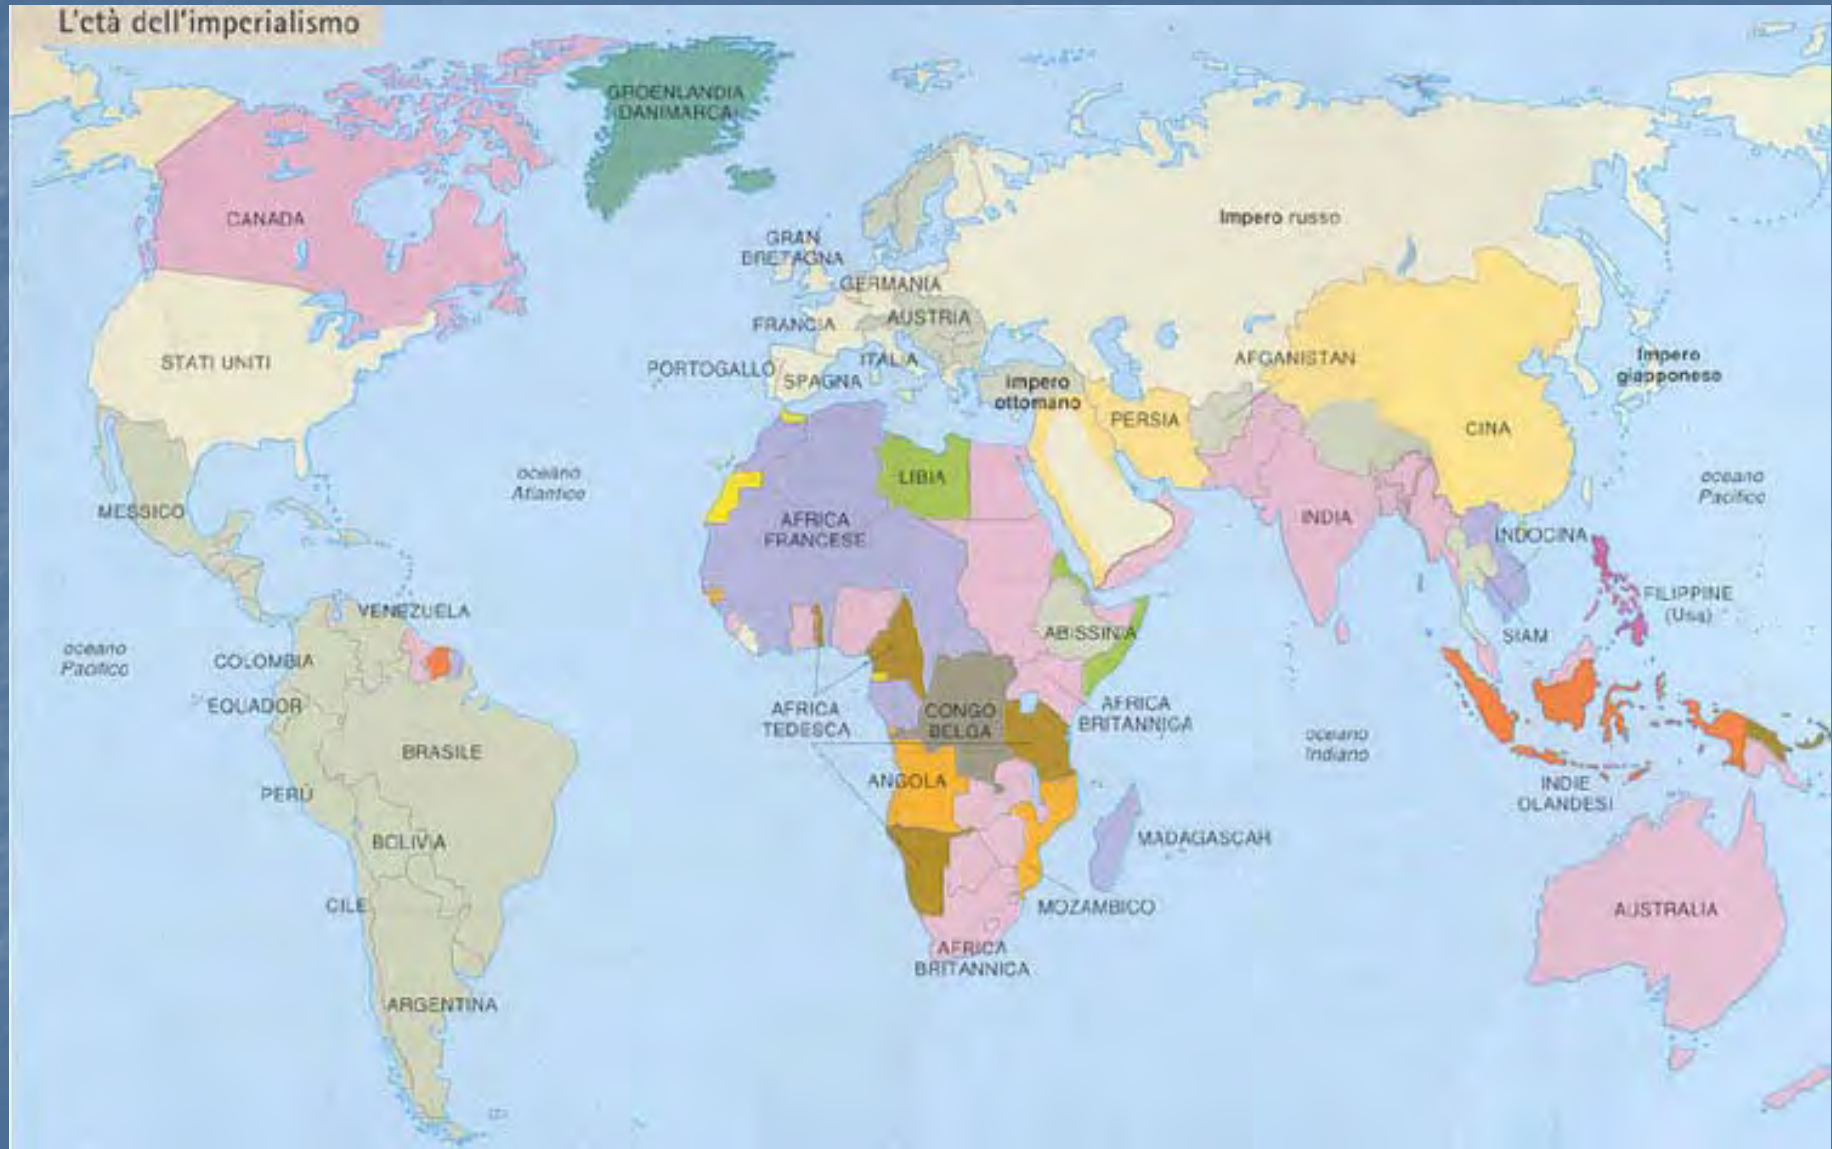 L'età dell'imperialismo
GROENLANDIA
(DANIMARCA)
CANADA
Impero russo
GRAN
BRETAGNA
GERMANIA
AUSTRIA
FRANCIA
ITALIA
PORTOGALLO
SPAGNA
Impero
ottomano
STATI UNITI
AFGANISTAN
PERSIA
CINA
Impero
giapponese
oceano
Atlantico
MESSICO
LIBIA
AFRICA
FRANCESE
INDIA
INDOCINA
oceano
Pacifico
FILIPPINE
(Usa)
SIAM
VENEZUELA
ABISSINIA
oceano
Pacifico
COLOMBIA
EQUADOR
AFRICA
TEDESCA
CONGO
BELGA
AFRICA
BRITANNICA
oceano
Indiano
BRASILE
ANGOLA
PERÙ
INDIE
OLANDESI
BOLIVIA
MADAGASCAR
CILE
MOZAMBICO
AUSTRALIA
AFRICA
BRITANNICA
ARGENTINA